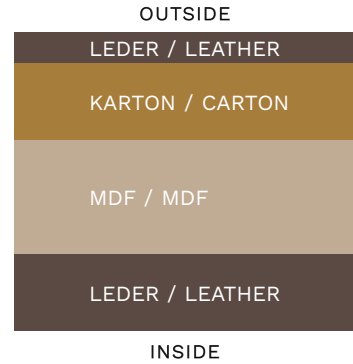 OUTSIDE
LEDER / LEATHER
KARTON / CARTON
MDF / MDF
LEDER / LEATHER
INSIDE